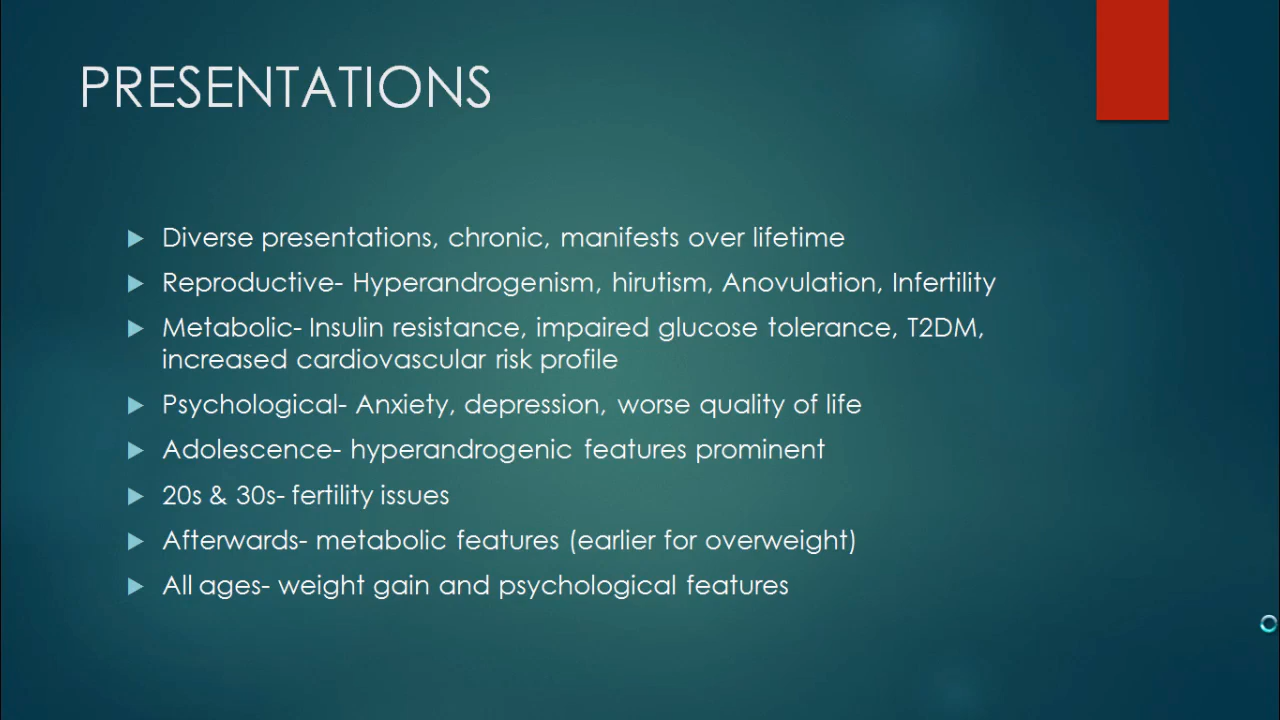 PRESENTATIONS
Diverse presentations, chronic, manifests over lifetime
Reproductive- Hyperandrogenism, hirutism, Anovulation, Infertility
Metabolic- Insulin resistance, impaired glucose tolerance, T2DM,
increased cardiovascular risk profile
Psychological- Anxiety, depression, worse quality of life
Adolescence- hyperandrogenic features prominent
20s & 30s- fertility issues
Afterwards- metabolic features (earlier for overweight)
All ages- weight gain and psychological features